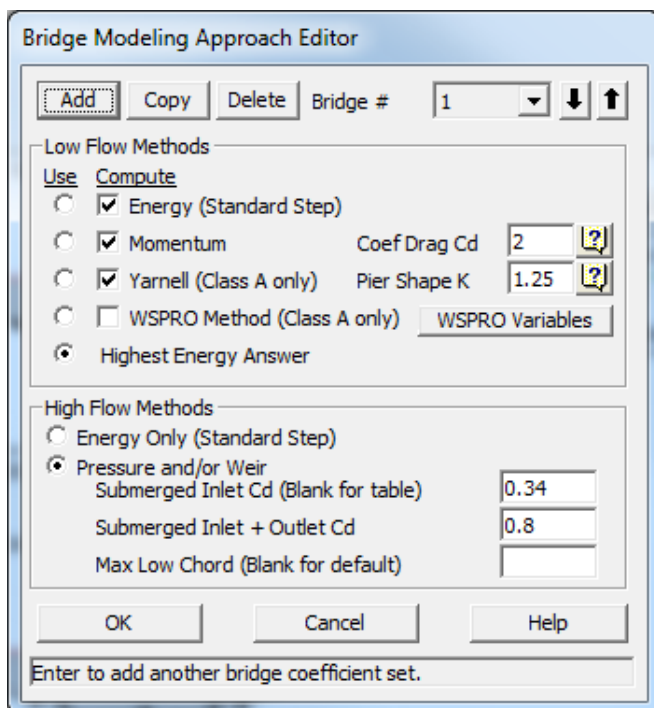 Bridge Modeling Approach Editor
Add Copy Delete Bridge # 1
Low Flow Methods
Use Compute
Energy (Standard Step)
Momentum Coef Drag Cd 2 ?
Yarnell (Class A only) Pier Shape K 1.25 ?
WSPRO Method (Class A only) WSPRO Variables
Highest Energy Answer
High Flow Methods
Energy Only (Standard Step)
Pressure and/or Weir
Submerged Inlet Cd (Blank for table) 0.34
Submerged Inlet + Outlet Cd 0.8
Max Low Chord (Blank for default)
OK Cancel Help
Enter to add another bridge coefficient set.